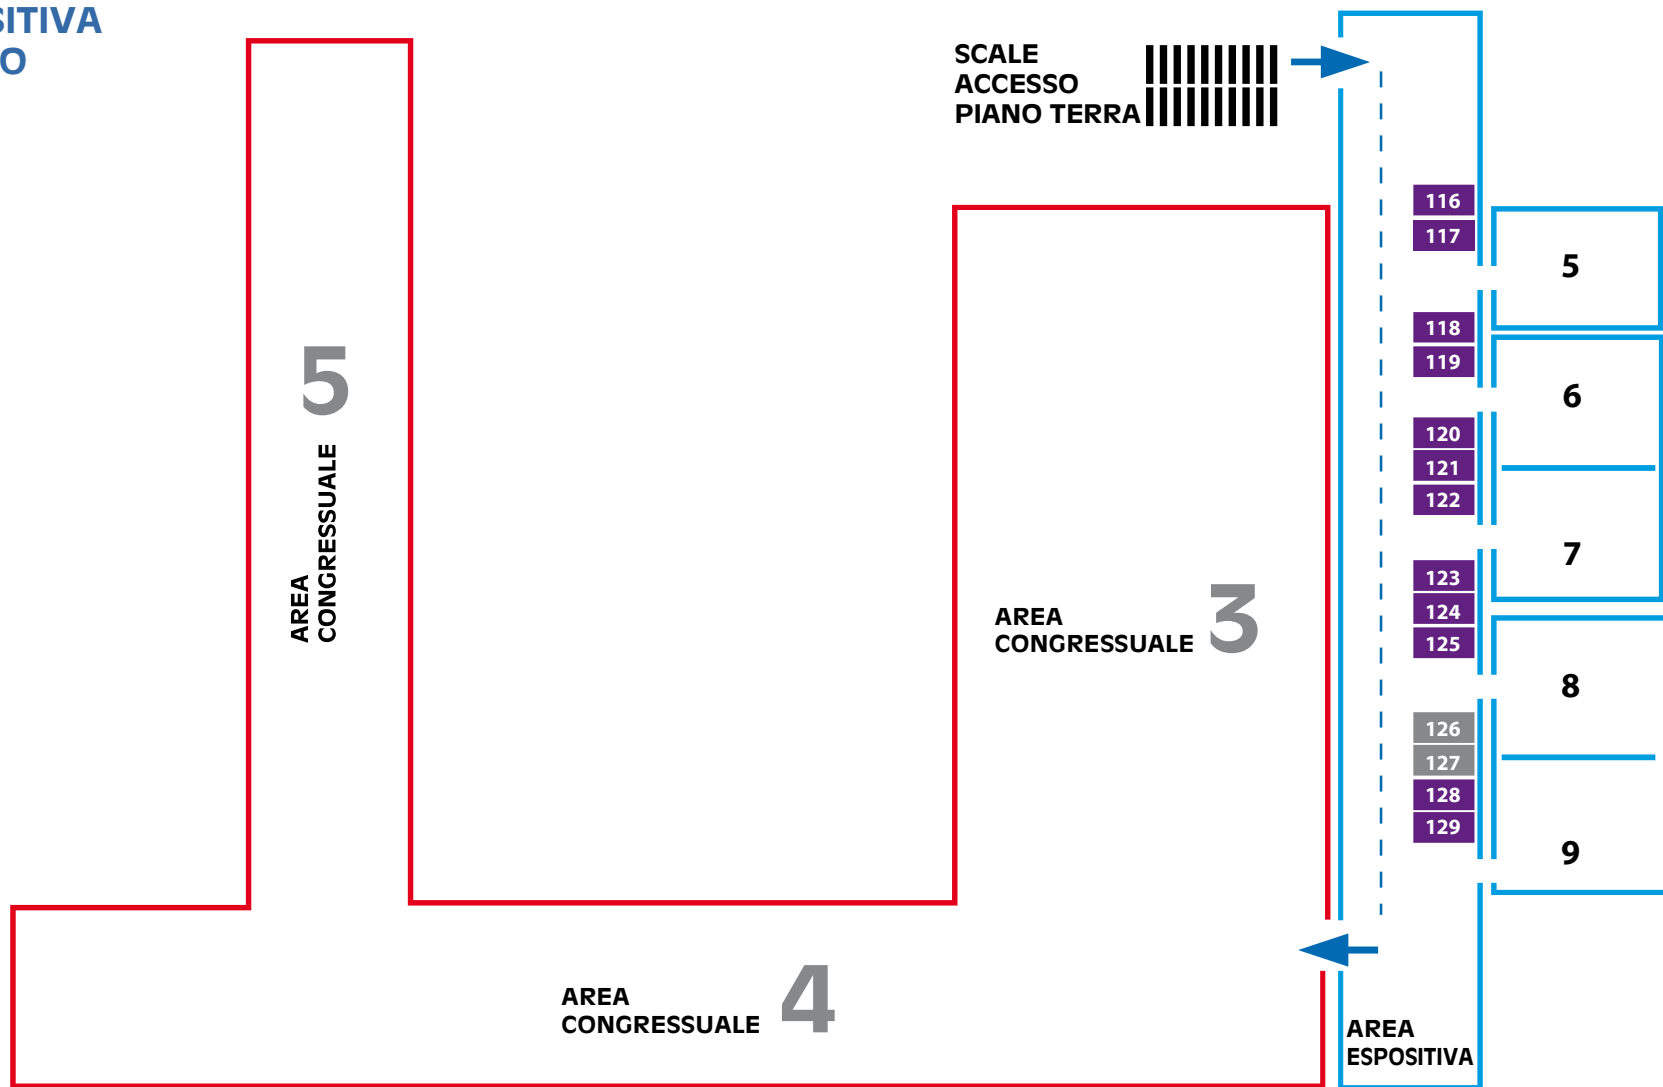 SITIVA
O
SCALE
ACCESSO
PIANO TERRA
116
117
5
118
119
6
120
121
122
7
123
124
125
8
126
127
128
129
9
5
AREA
CONGRESSUALE
AREA
CONGRESSUALE 3
AREA
CONGRESSUALE 4
AREA
ESPOSITIVA